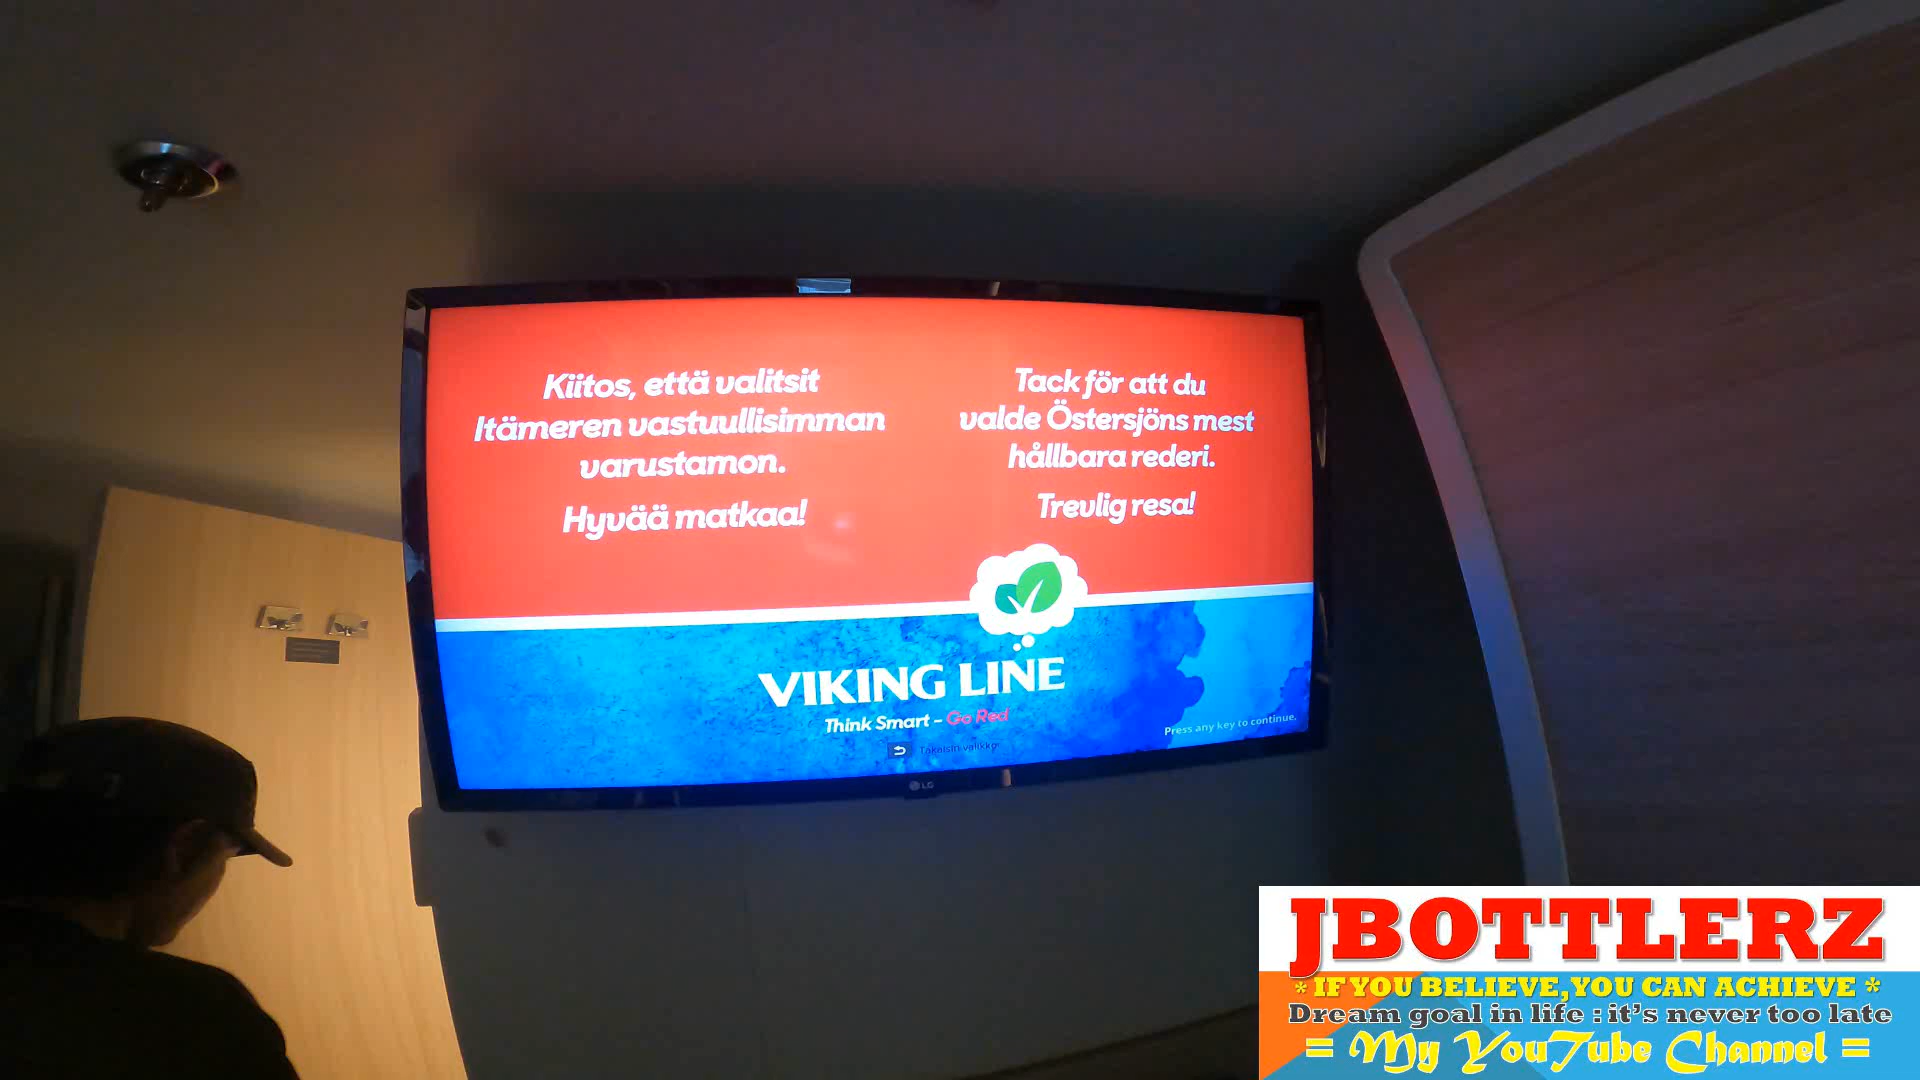 Kiitos, että valitsit
Itämeren vastuullisimman
varustamon.
Hyvää matkaa!
Tack för att du
valde Östersjöns mest
hållbara rederi.
Trevlig resa!
VIKING LINE
Think Smart – Go Red
Press any key to continue.
Takaisin valikko
LG
JBOTTLERZ
* IF YOU BELIEVE, YOU CAN ACHIEVE *
Dream goal in life : it's never too late
= My YouTube Channel =